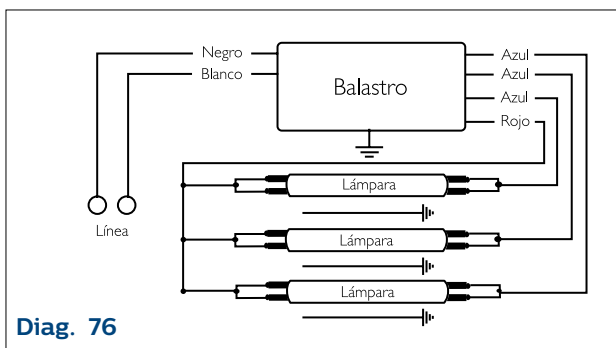 Negro
Blanco
Balastro
Azul
Azul
Azul
Rojo
Lámpara
Línea
Lámpara
Lámpara
Diag. 76